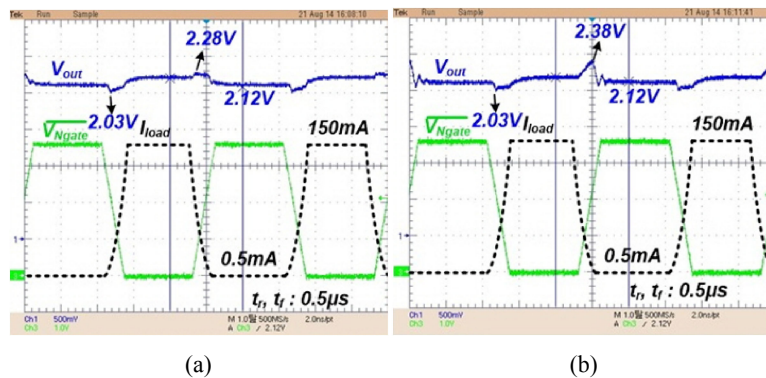 Tek Run Sample 21 Aug 14 16:08:10
2.28V
Vout
2.12V
VNgate
2.03V
Iload
150mA
1
0.5mA
tr, tf : 0.5µs
Ch1 500mV M 1.0 500MS/s 2.0ns/pt
Ch3 1.0V A Ch3 / 2.12V
(a)
Tek Run Sample 21 Aug 14 16:11:41
2.38V
Vout
2.12V
VNgate
2.03V
Iload
150mA
1
0.5mA
tr, tf : 0.5µs
Ch1 500mV M 1.0 500MS/s 2.0ns/pt
Ch3 1.0V A Ch3 / 2.12V
(b)